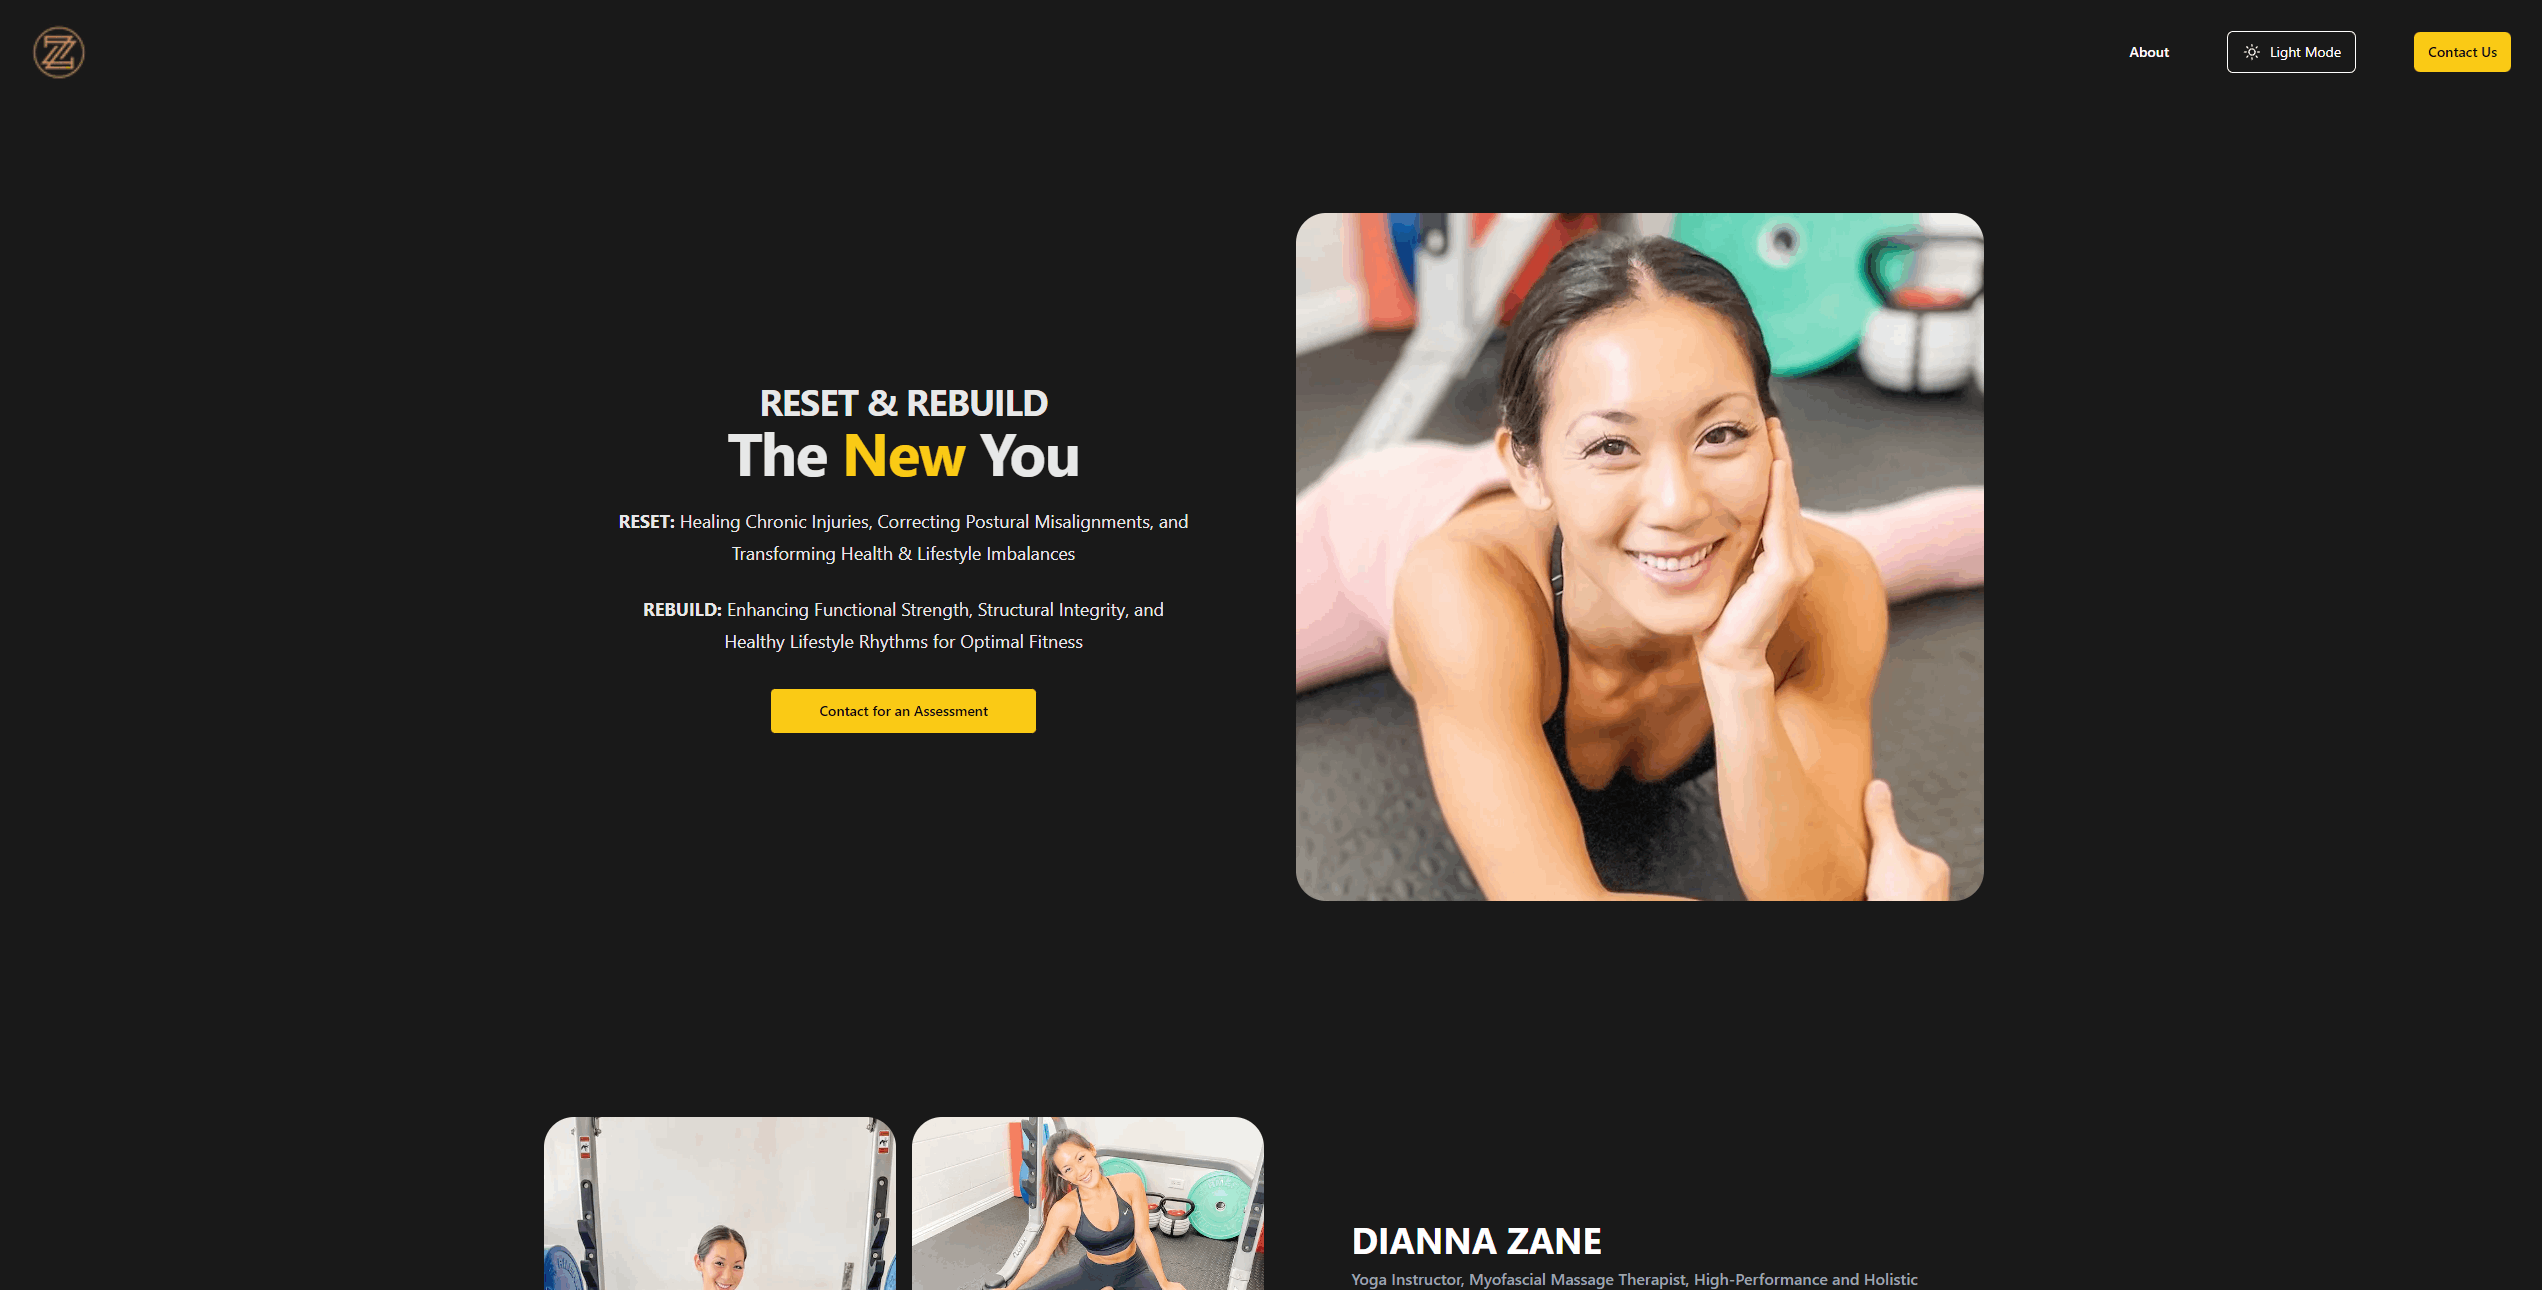 About
Light Mode
Contact Us
RESET & REBUILD
The New You
RESET: Healing Chronic Injuries, Correcting Postural Misalignments, and
Transforming Health & Lifestyle Imbalances
REBUILD: Enhancing Functional Strength, Structural Integrity, and
Healthy Lifestyle Rhythms for Optimal Fitness
Contact for an Assessment
DIANNA ZANE
Yoga Instructor, Myofascial Massage Therapist, High-Performance and Holistic